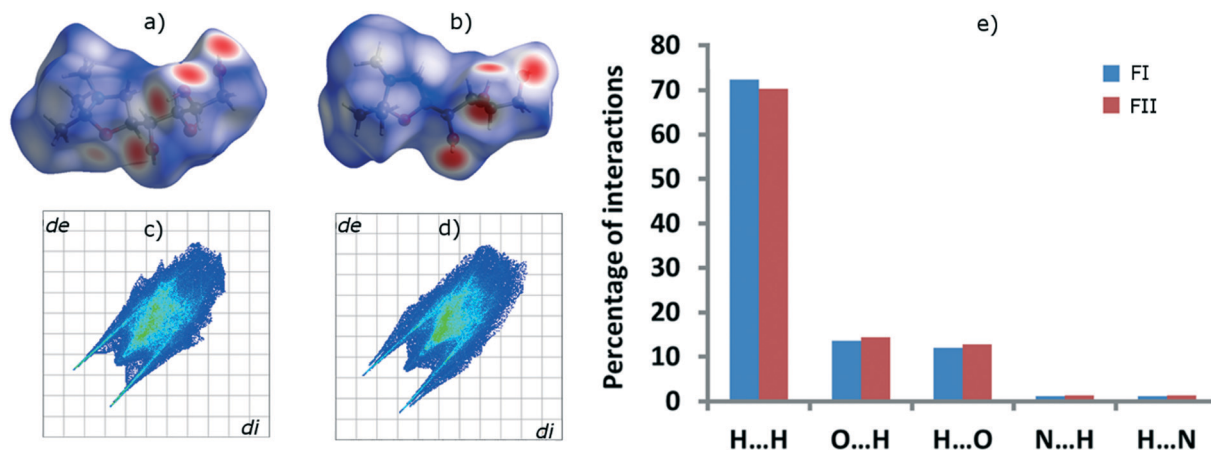 a)
b)
de
c)
di
de
d)
di
e)
Percentage of interactions
80
70
60
50
40
30
20
10
0
FI
FII
H...H
O...H
H...O
N...H
H...N